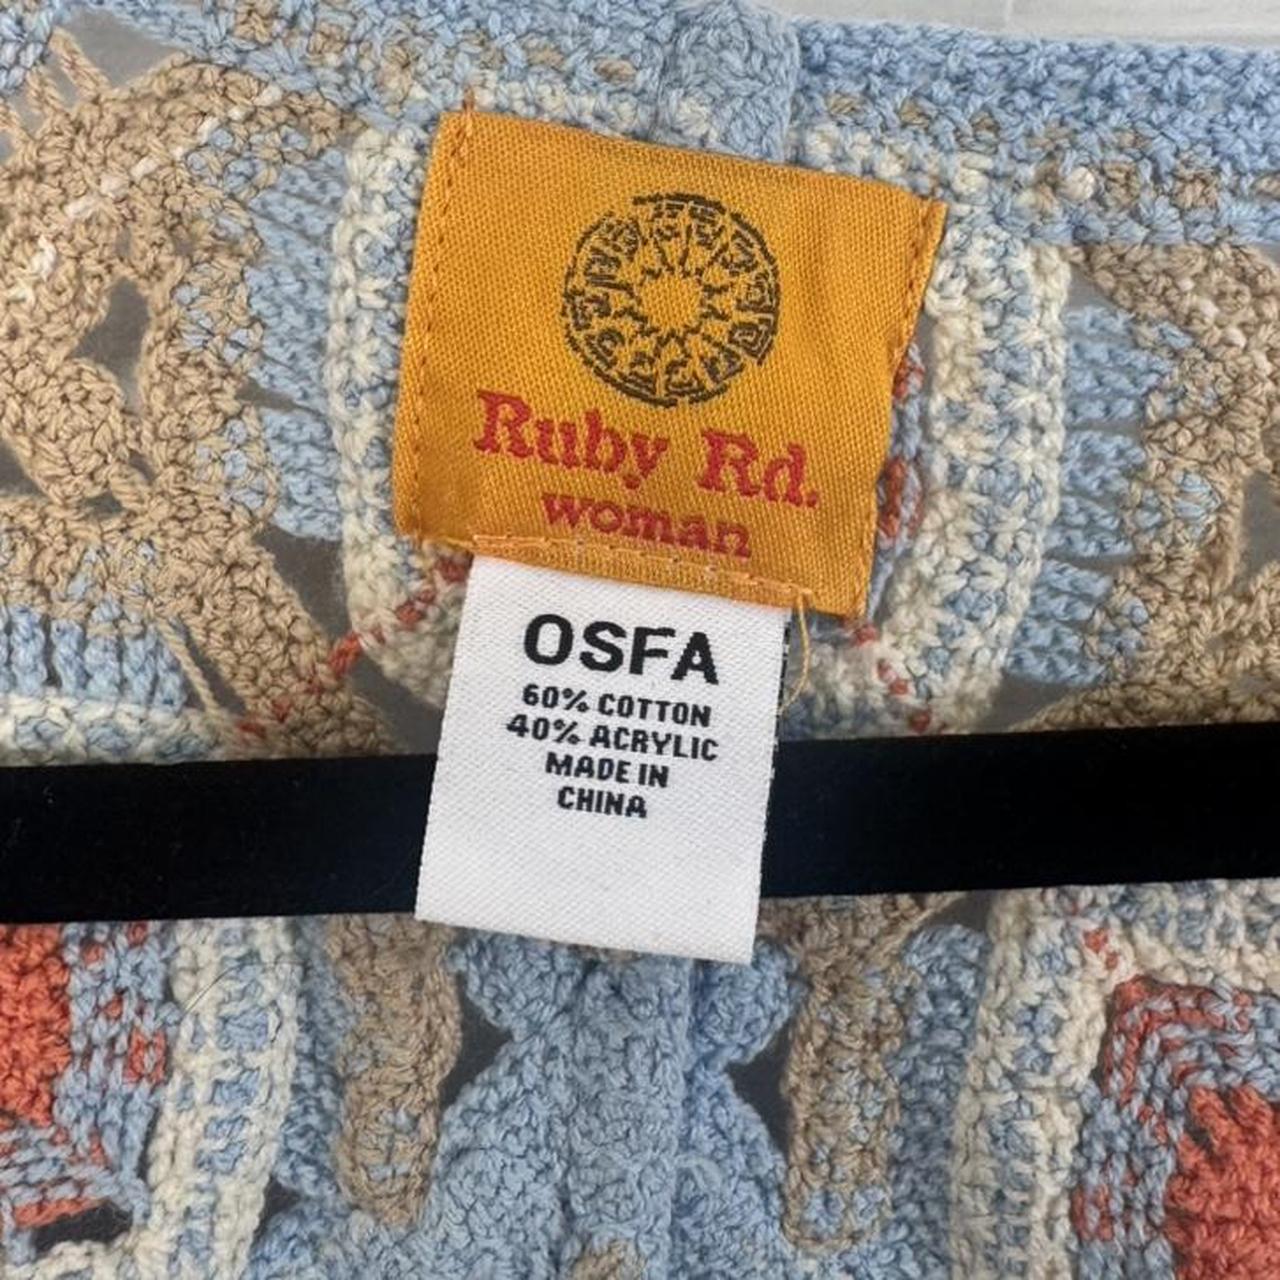 Ruby Rd.
woman
OSFA
60% COTTON
40% ACRYLIC
MADE IN
CHINA